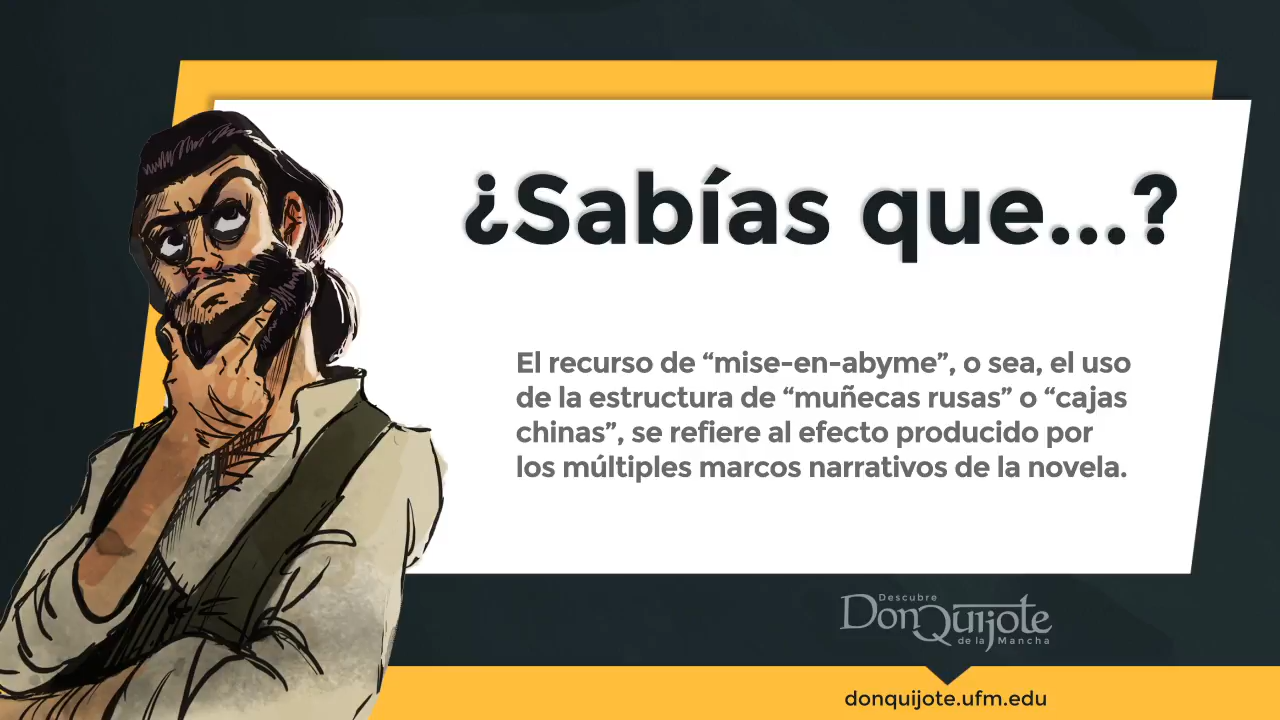 ¿Sabías que...?
El recurso de “mise-en-abyme”, o sea, el uso
de la estructura de “muñecas rusas” o “cajas
chinas”, se refiere al efecto producido por
los múltiples marcos narrativos de la novela.
Descubre
DonQuijote
de la Mancha
donquijote.ufm.edu